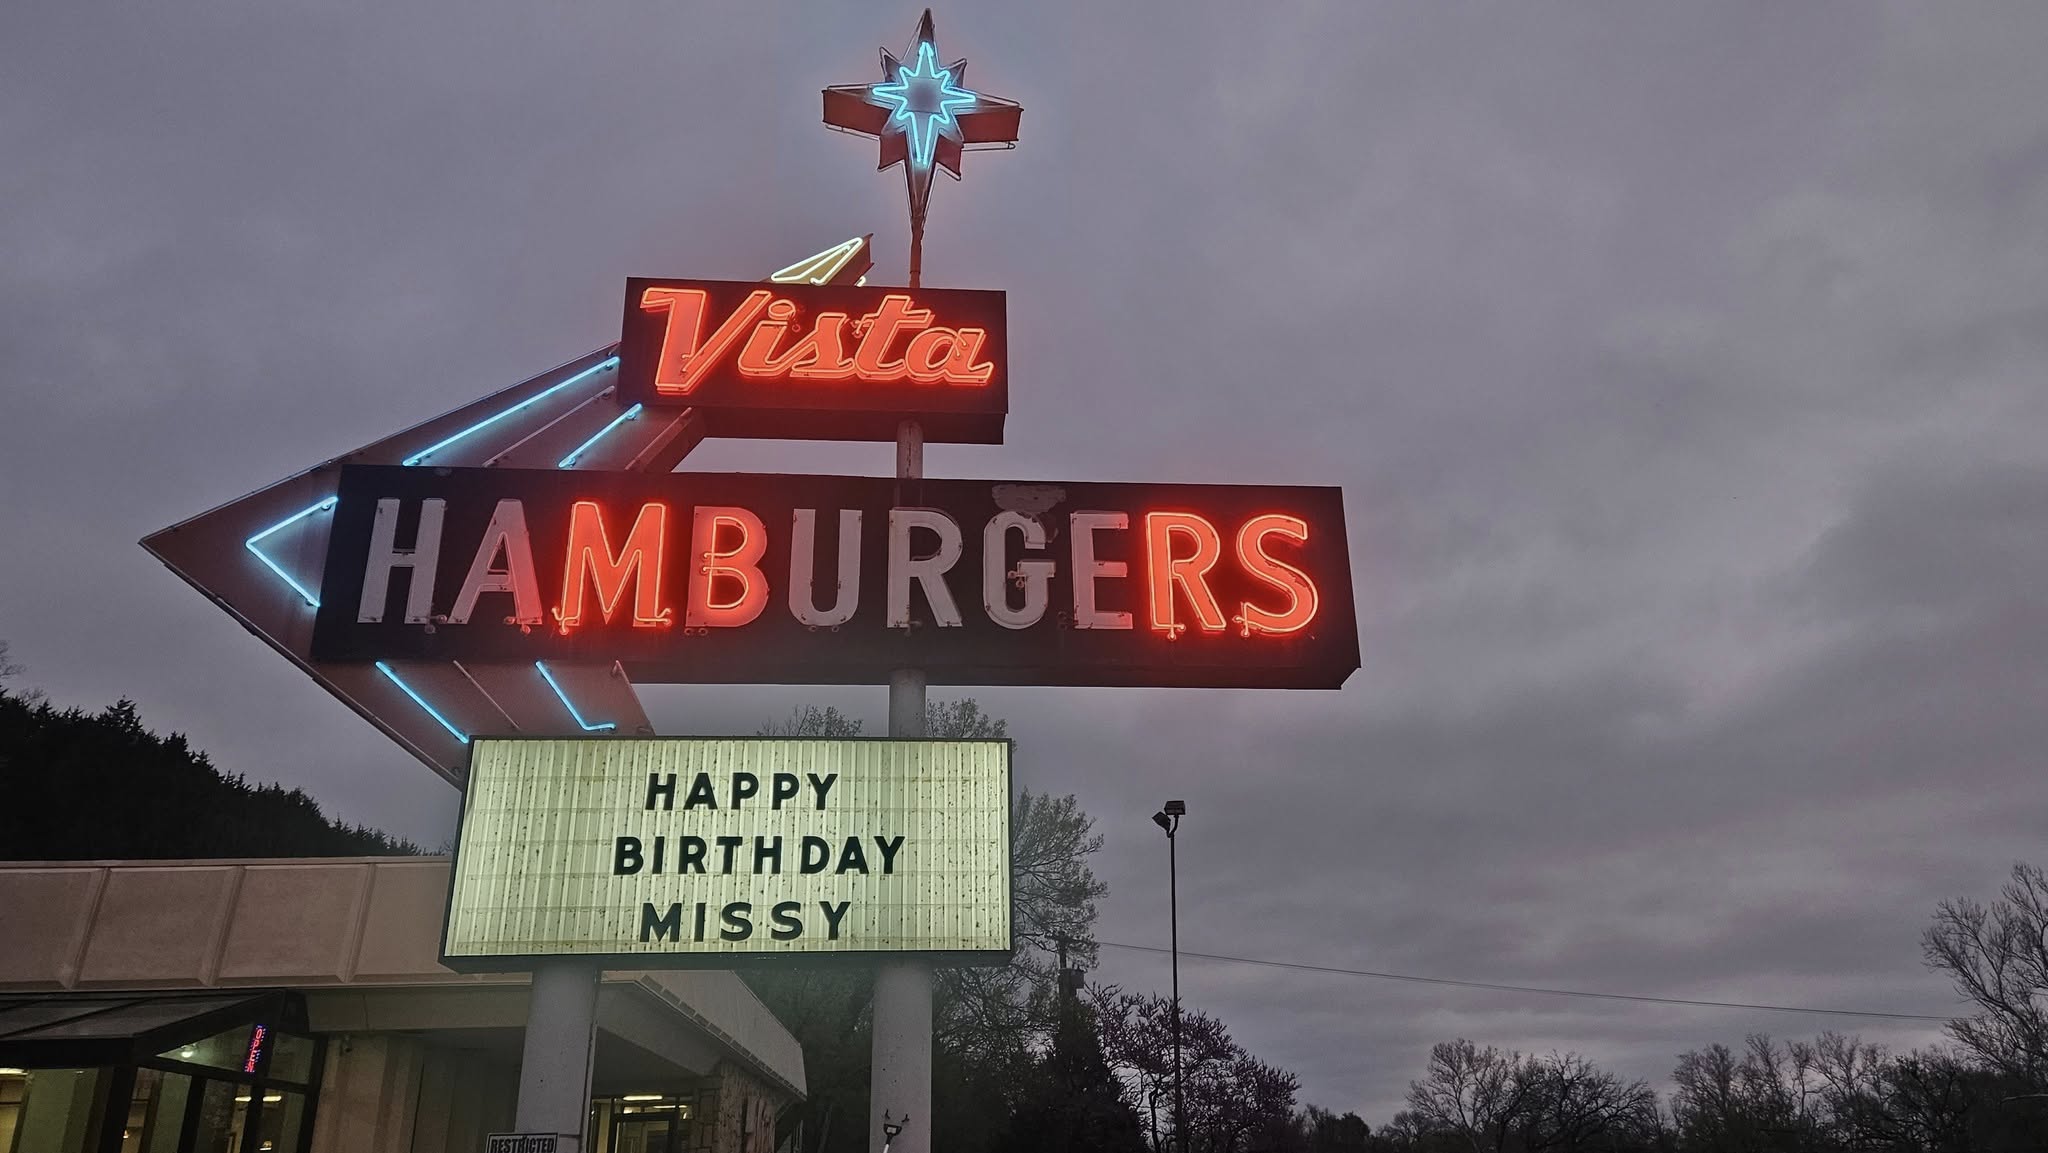 Vista
HAMBURGERS
HAPPY
BIRTHDAY
MISSY
RESTRICTED